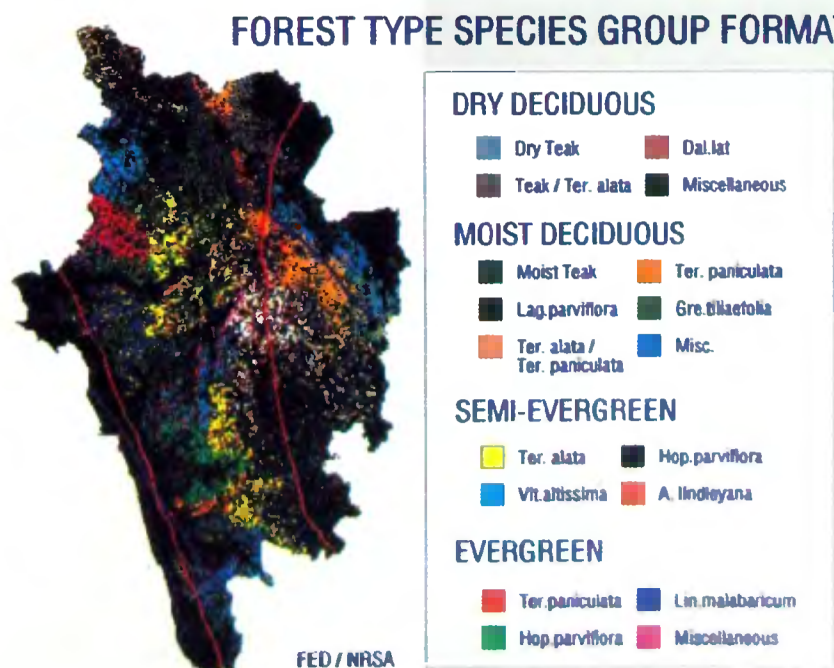 FOREST TYPE SPECIES GROUP FORMA
DRY DECIDUOUS
Dry Teak
Dal.lat
Teak / Ter. alata
Miscellaneous
MOIST DECIDUOUS
Moist Teak
Ter. paniculata
Lag.parviflora
Gre.tiliaefolia
Ter. alata /
Ter. paniculata
Misc.
SEMI-EVERGREEN
Ter. alata
Hop.parviflora
Vit.altissima
A. lindleyana
EVERGREEN
Ter.paniculata
Lin.malabaricum
Hop.parviflora
Miscellaneous
FED / NRSA